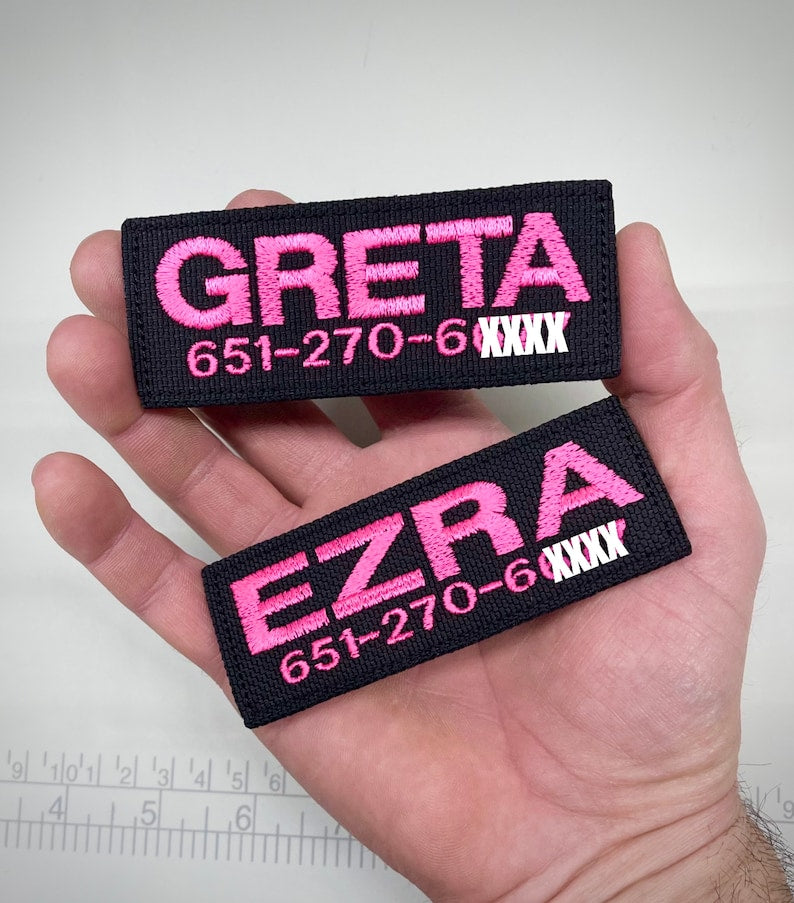 GRETA
651-270-6XXXX
EZRA
651-270-6XXXX
'9 10'1 '2 '3 '4 '5 '6
4 5 6 7